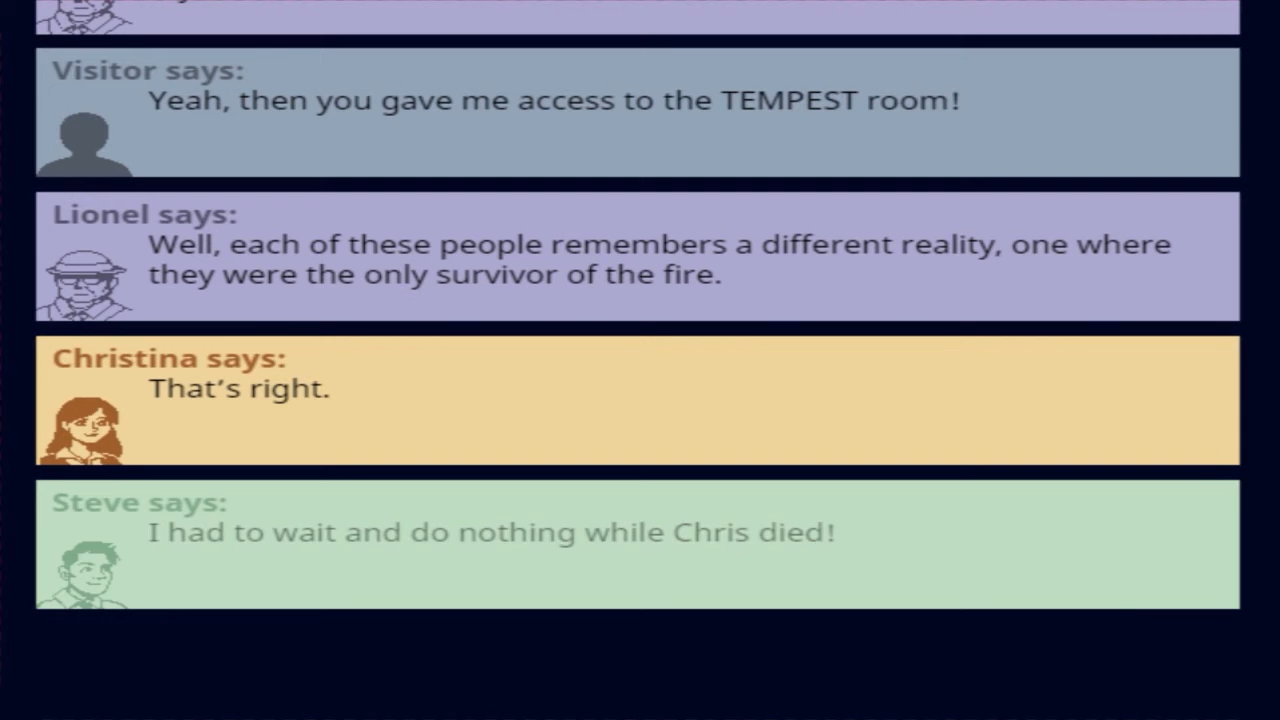 Visitor says:
Yeah, then you gave me access to the TEMPEST room!
Lionel says:
Well, each of these people remembers a different reality, one where
they were the only survivor of the fire.
Christina says:
That's right.
Steve says:
I had to wait and do nothing while Chris died!